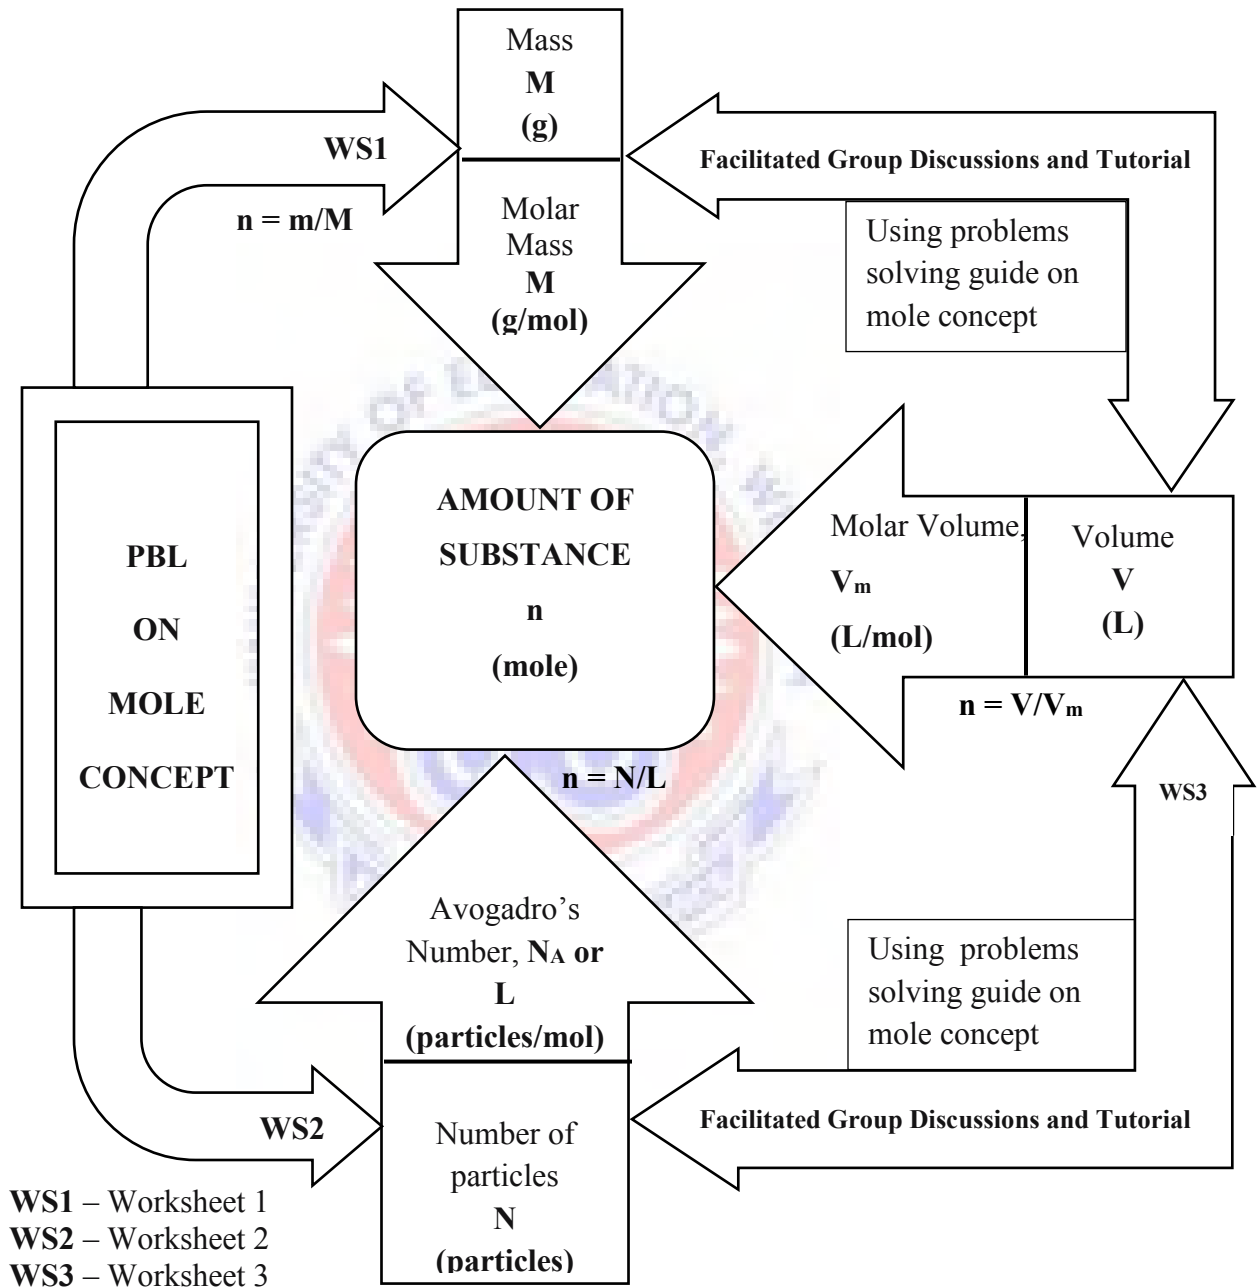 Mass
M
(g)
WS1
Facilitated Group Discussions and Tutorial
n = m/M
Molar
Mass
M
(g/mol)
Using problems
solving guide on
mole concept
PBL
ON
MOLE
CONCEPT
AMOUNT OF
SUBSTANCE
n
(mole)
Molar Volume,
Vm
(L/mol)
Volume
V
(L)
n = V/Vm
n = N/L
WS3
Avogadro’s
Number, NA or
L
(particles/mol)
Using problems
solving guide on
mole concept
WS2
Facilitated Group Discussions and Tutorial
Number of
particles
N
(particles)
WS1 – Worksheet 1
WS2 – Worksheet 2
WS3 – Worksheet 3